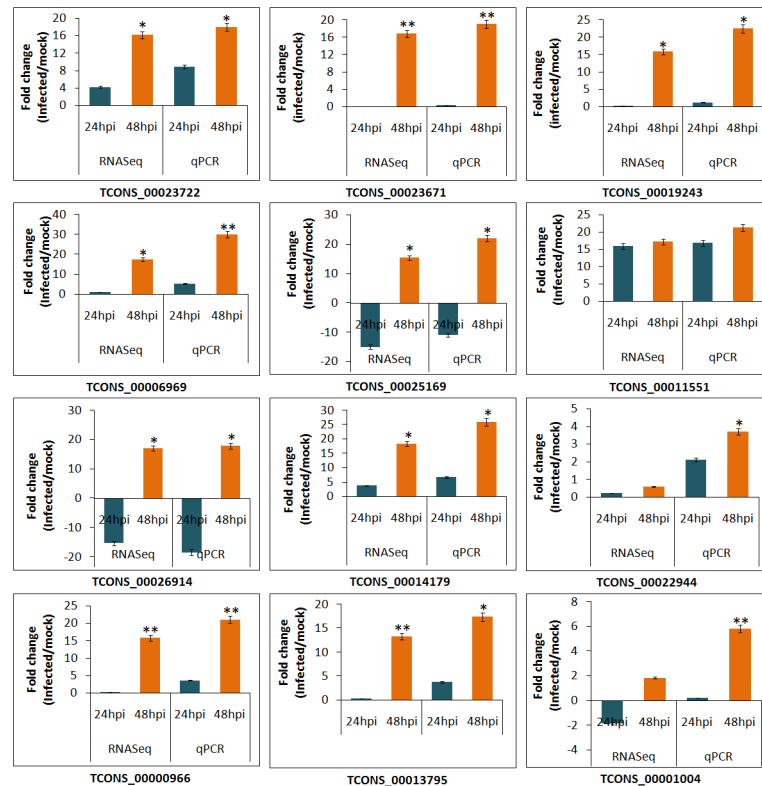 Fold change
(Infected/mock)
20
16
12
8
4
0
* *
24hpi 48hpi 24hpi 48hpi
RNASeq qPCR
TCONS_00023722
Fold change
(Infected/mock)
20
16
12
8
4
0
** **
24hpi 48hpi 24hpi 48hpi
RNASeq qPCR
TCONS_00023671
Fold change
(infected/mock)
25
20
15
10
5
0
* *
24hpi 48hpi 24hpi 48hpi
RNASeq qPCR
TCONS_00019243
Fold change
(Infected/mock)
40
30
20
10
0
* **
24hpi 48hpi 24hpi 48hpi
RNASeq qPCR
TCONS_00006969
Fold change
(Infected/mock)
30
20
10
0
-10
-20
* *
24hpi 48hpi 24hpi 48hpi
RNASeq qPCR
TCONS_00025169
Fold change
(Infected/mock)
25
20
15
10
5
0
24hpi 48hpi 24hpi 48hpi
RNASeq qPCR
TCONS_00011551
Fold change
(Infected/mock)
30
20
10
0
-10
-20
* *
24hpi 48hpi 24hpi 48hpi
RNASeq qPCR
TCONS_00026914
Fold change
(Infected/mock)
30
25
20
15
10
5
0
* *
24hpi 48hpi 24hpi 48hpi
RNASeq qPCR
TCONS_00014179
Fold change
(Infected/mock)
5
4
3
2
1
0
*
24hpi 48hpi 24hpi 48hpi
RNASeq qPCR
TCONS_00022944
Fold change
(Infected/mock)
25
20
15
10
5
0
** **
24hpi 48hpi 24hpi 48hpi
RNASeq qPCR
TCONS_00000966
Fold change
(Infected/mock)
20
15
10
5
0
** *
24hpi 48hpi 24hpi 48hpi
TCONS_00013795
Fold change
(Infected/mock)
8
6
4
2
0
-2
-4
**
24hpi 48hpi 24hpi 48hpi
RNASeq qPCR
TCONS_00001004